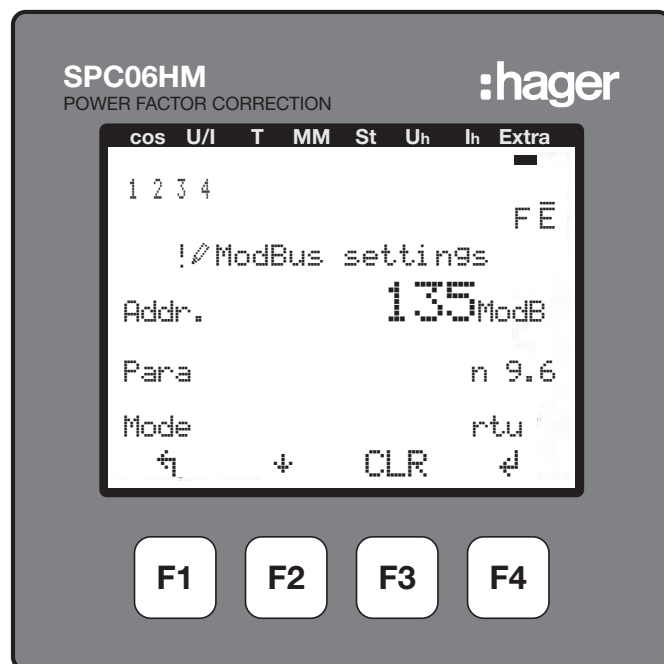 SPC06HM
:hager
POWER FACTOR CORRECTION
cos U/I T MM St Uh Ih Extra
1 2 3 4
F Ē
!✎ModBus settings
Addr. 135ModB
Para n 9.6
Mode rtu
↰ ↓ CLR ↲
F1 F2 F3 F4